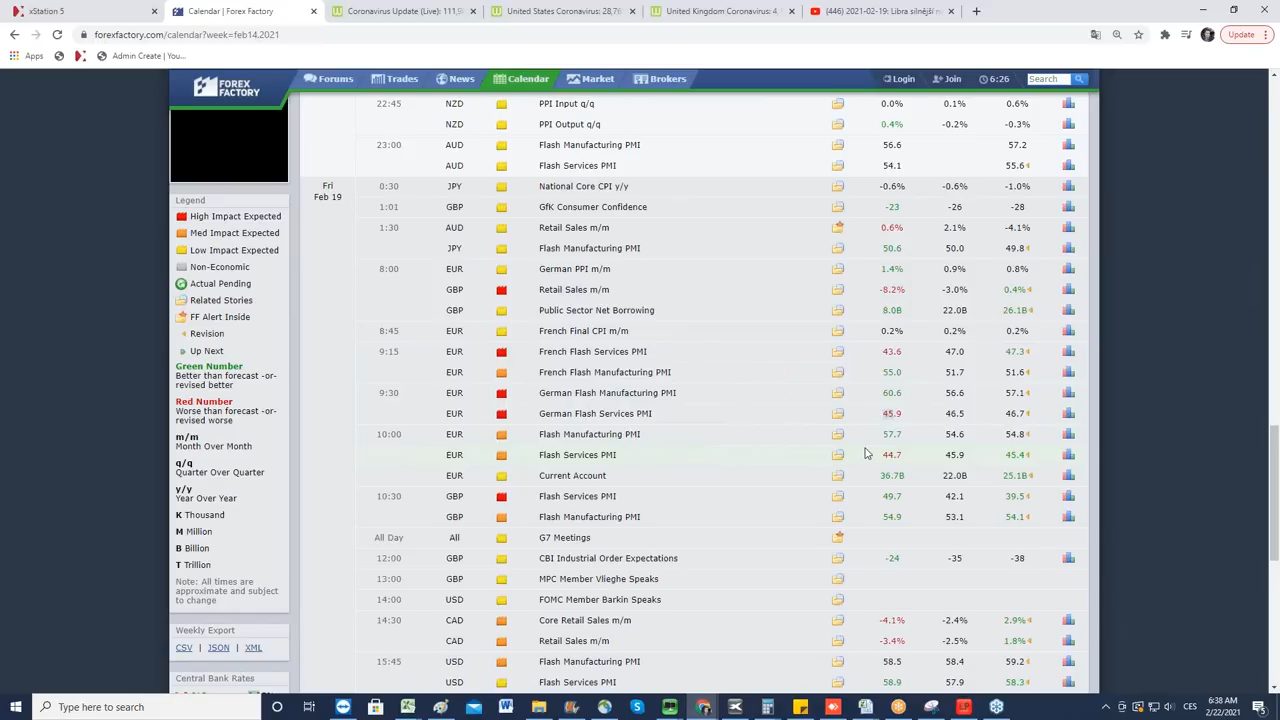 xStation 5
Calendar | Forex Factory
Coronavirus Update (Live): 111,9
United States Coronavirus: 28,76
United Kingdom Coronavirus: 4,
(446) 2021-02-19: Libra silnější n
forexfactory.com/calendar?week=feb14.2021
Update
Apps
Admin Create | You...
FOREX FACTORY
Forums
Trades
News
Calendar
Market
Brokers
Login
Join
6:26
Search
22:45 NZD PPI Input q/q 0.0% 0.1% 0.6%
NZD PPI Output q/q 0.4% -0.2% -0.3%
23:00 AUD Flash Manufacturing PMI 56.6 57.2
AUD Flash Services PMI 54.1 55.6
Fri Feb 19
0:30 JPY National Core CPI y/y -0.6% -0.6% -1.0%
1:01 GBP GfK Consumer Confidence -23 -26 -28
1:30 AUD Retail Sales m/m 0.6% 2.1% -4.1%
JPY Flash Manufacturing PMI 50.6 50.0 49.8
8:00 EUR German PPI m/m 1.4% 0.9% 0.8%
GBP Retail Sales m/m -8.2% -3.0% 0.4%
GBP Public Sector Net Borrowing 8.0B 22.0B 26.1B
8:45 EUR French Final CPI m/m 0.2% 0.2% 0.2%
9:15 EUR French Flash Services PMI 43.6 47.0 47.3
EUR French Flash Manufacturing PMI 55.0 51.7 51.6
9:30 EUR German Flash Manufacturing PMI 60.6 56.6 57.1
EUR German Flash Services PMI 46.5 46.7
10:00 EUR Flash Manufacturing PMI 57.7 54.6 54.8
EUR Flash Services PMI 44.7 45.9 45.4
EUR Current Account 36.7B 22.0B 25.1B
10:30 GBP Flash Services PMI 49.7 42.1 39.5
GBP Flash Manufacturing PMI 54.9 53.1 54.1
All Day All G7 Meetings
12:00 GBP CBI Industrial Order Expectations -24 -35 -38
13:00 GBP MPC Member Vlieghe Speaks
14:00 USD FOMC Member Barkin Speaks
14:30 CAD Core Retail Sales m/m -4.1% -2.4% 2.9%
CAD Retail Sales m/m -3.4% -2.5% 1.8%
15:45 USD Flash Manufacturing PMI 58.5 58.4 59.2
USD Flash Services PMI 58.9 57.9 58.3
Legend
High Impact Expected
Med Impact Expected
Low Impact Expected
Non-Economic
Actual Pending
Related Stories
FF Alert Inside
Revision
Up Next
Green Number
Better than forecast -or-
revised better
Red Number
Worse than forecast -or-
revised worse
m/m
Month Over Month
q/q
Quarter Over Quarter
y/y
Year Over Year
K Thousand
M Million
B Billion
T Trillion
Note: All times are
approximate and subject
to change
Weekly Export
CSV | JSON | XML
Central Bank Rates
Type here to search
CES
6:38 AM
2/22/2021